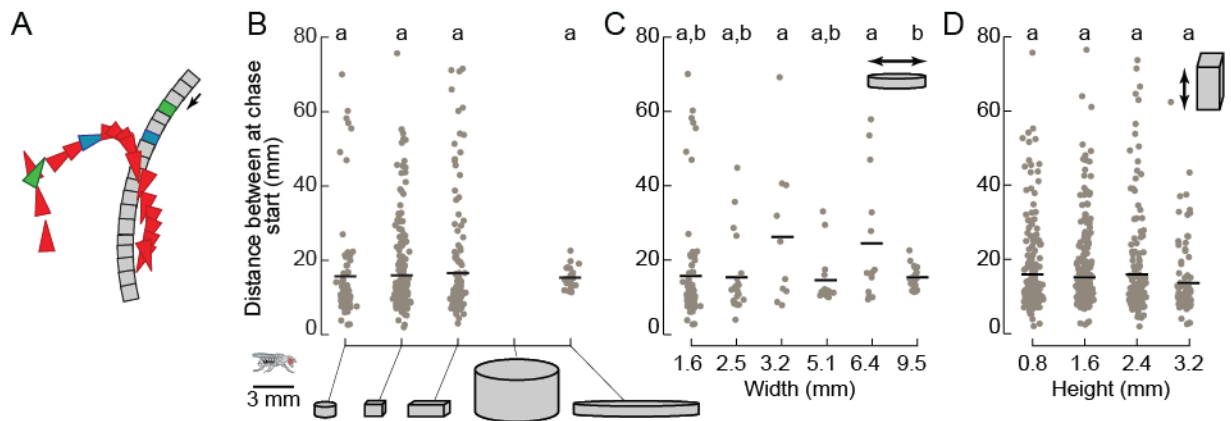 A
B
C
D
Distance between at chase
start (mm)
80
60
40
20
0
a a a a
3 mm
80
60
40
20
0
a,b a,b a a,b a b
1.6 2.5 3.2 5.1 6.4 9.5
Width (mm)
80
60
40
20
0
a a a a
0.8 1.6 2.4 3.2
Height (mm)